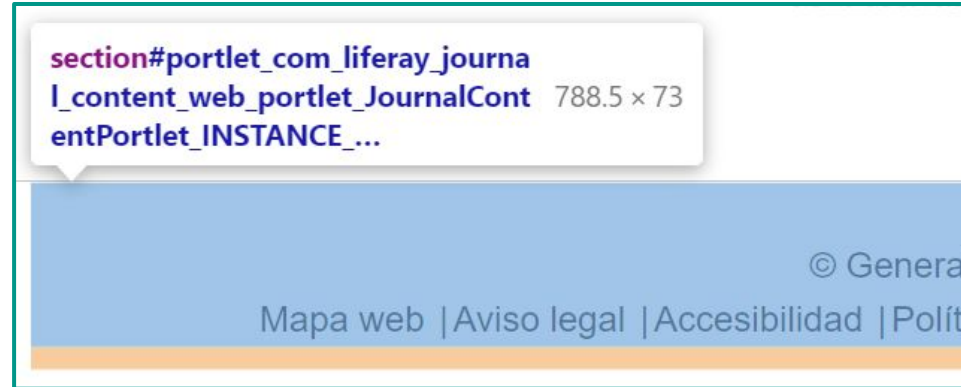 section#portlet_com_liferay_journa
l_content_web_portlet_JournalCont 788.5 × 73
entPortlet_INSTANCE_...
© Genera
Mapa web |Aviso legal |Accesibilidad |Polít